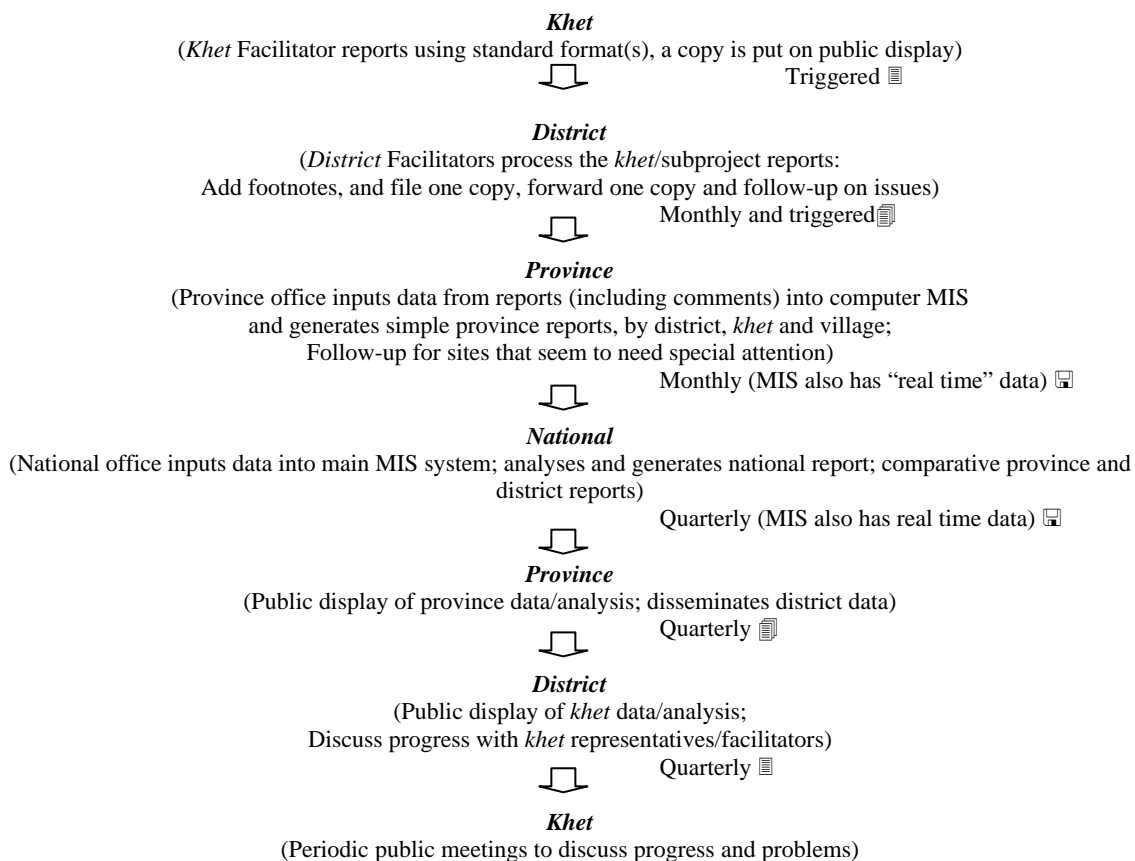 Khet
(Khet Facilitator reports using standard format(s), a copy is put on public display)
Triggered
District
(District Facilitators process the khet/subproject reports:
Add footnotes, and file one copy, forward one copy and follow-up on issues)
Monthly and triggered
Province
(Province office inputs data from reports (including comments) into computer MIS
and generates simple province reports, by district, khet and village;
Follow-up for sites that seem to need special attention)
Monthly (MIS also has “real time” data)
National
(National office inputs data into main MIS system; analyses and generates national report; comparative province and
district reports)
Quarterly (MIS also has real time data)
Province
(Public display of province data/analysis; disseminates district data)
Quarterly
District
(Public display of khet data/analysis;
Discuss progress with khet representatives/facilitators)
Quarterly
Khet
(Periodic public meetings to discuss progress and problems)